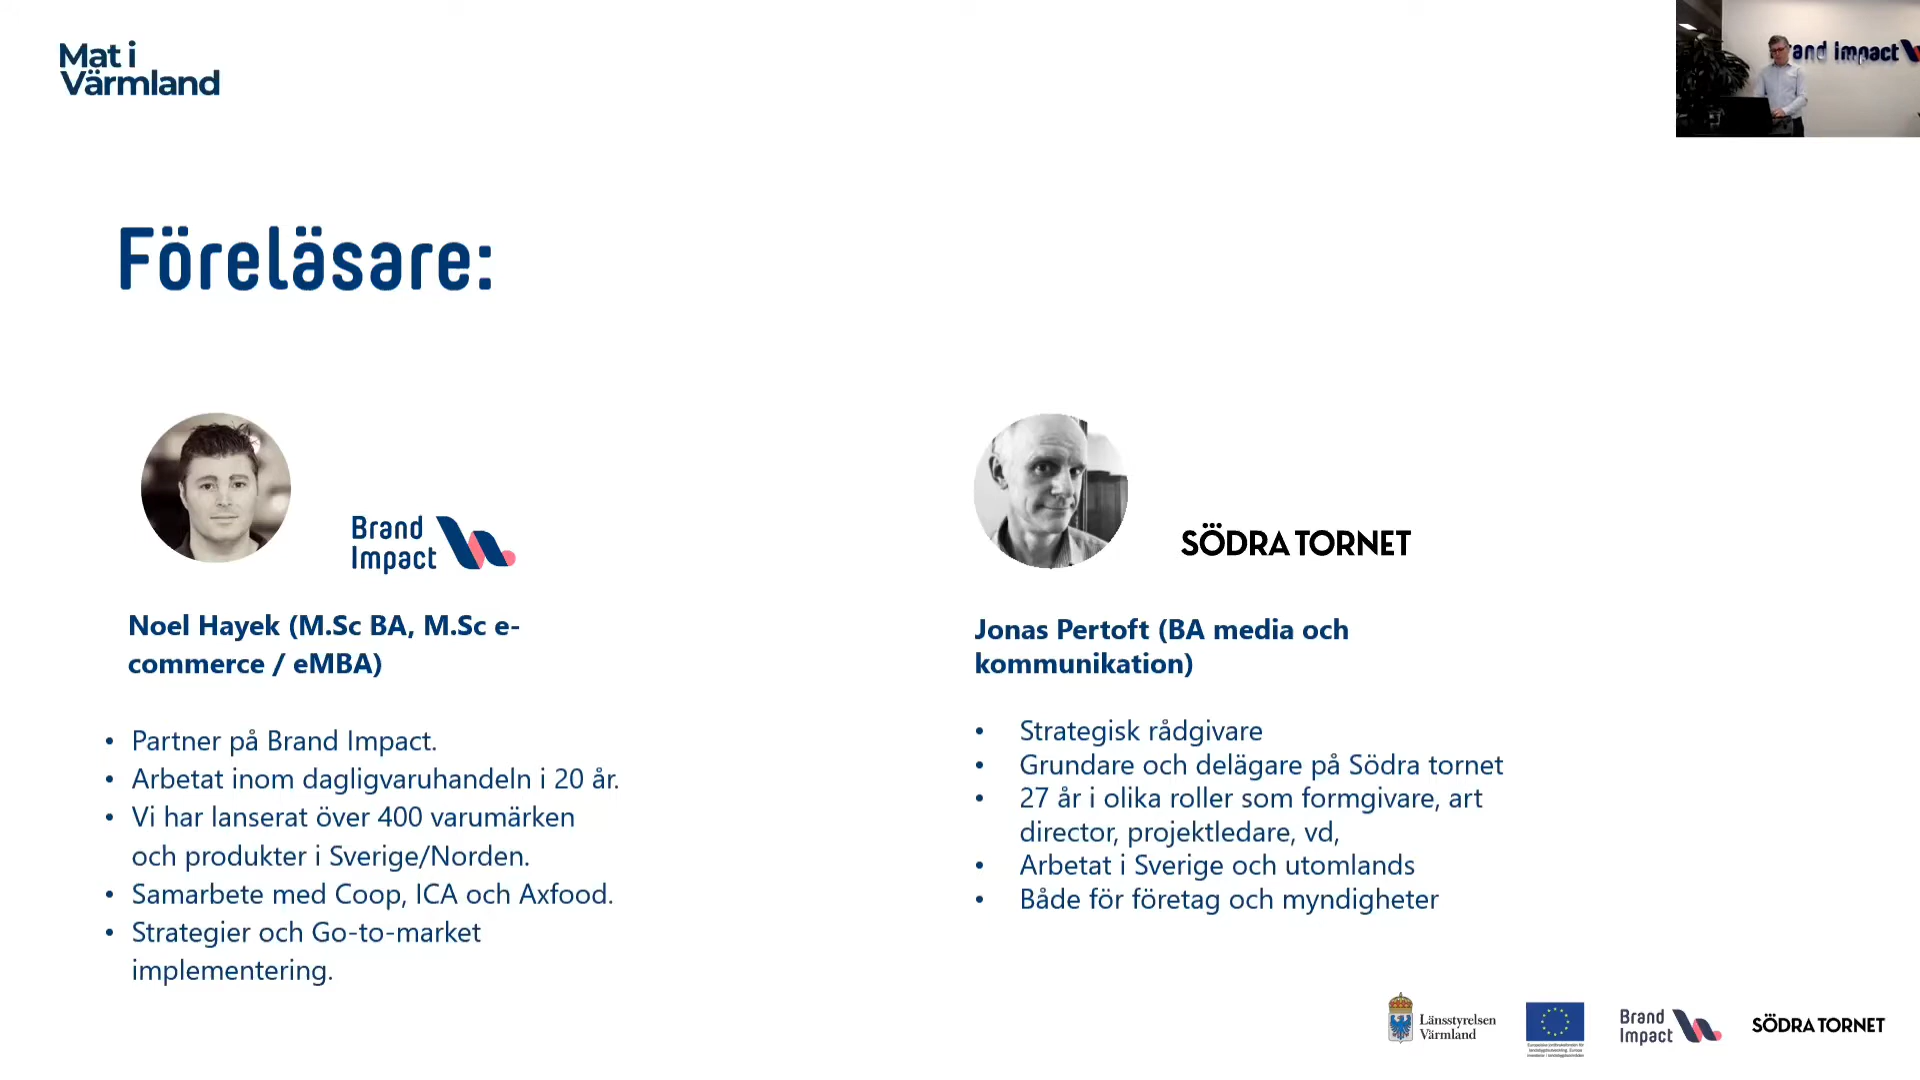 Mat i
Värmland
and impact
Föreläsare:
Brand
Impact
SÖDRA TORNET
Noel Hayek (M.Sc BA, M.Sc e-
commerce / eMBA)
• Partner på Brand Impact.
• Arbetat inom dagligvaruhandeln i 20 år.
• Vi har lanserat över 400 varumärken
och produkter i Sverige/Norden.
• Samarbete med Coop, ICA och Axfood.
• Strategier och Go-to-market
implementering.
Jonas Pertoft (BA media och
kommunikation)
• Strategisk rådgivare
• Grundare och delägare på Södra tornet
• 27 år i olika roller som formgivare, art
director, projektledare, vd,
• Arbetat i Sverige och utomlands
• Både för företag och myndigheter
Länsstyrelsen
Värmland
Brand
Impact
SÖDRA TORNET